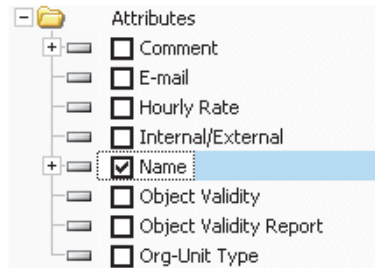 Attributes
Comment
E-mail
Hourly Rate
Internal/External
Name
Object Validity
Object Validity Report
Org-Unit Type